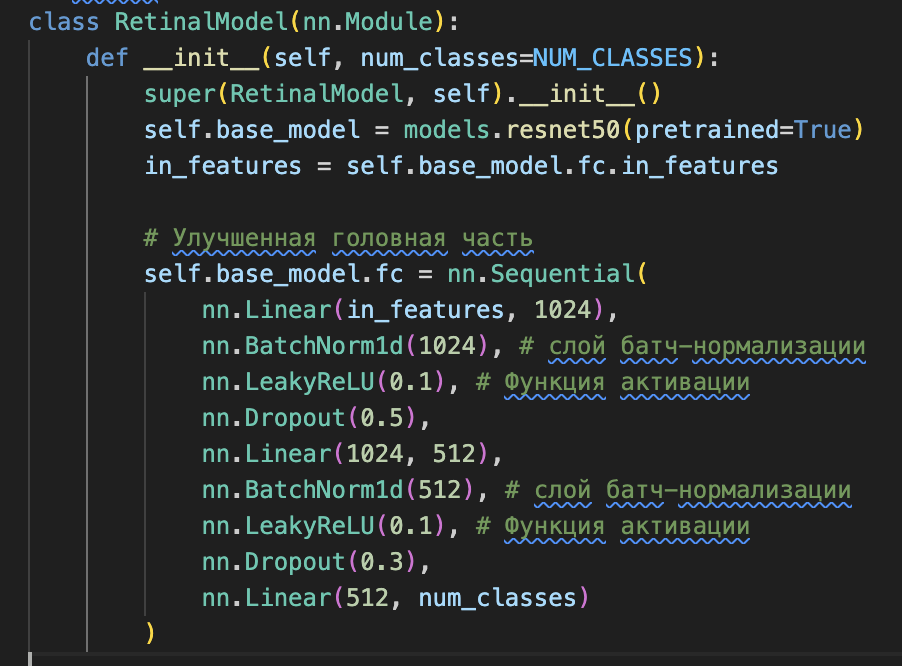 class RetinalModel(nn.Module):
    def __init__(self, num_classes=NUM_CLASSES):
        super(RetinalModel, self).__init__()
        self.base_model = models.resnet50(pretrained=True)
        in_features = self.base_model.fc.in_features

        # Улучшенная головная часть
        self.base_model.fc = nn.Sequential(
            nn.Linear(in_features, 1024),
            nn.BatchNorm1d(1024), # слой батч-нормализации
            nn.LeakyReLU(0.1), # Функция активации
            nn.Dropout(0.5),
            nn.Linear(1024, 512),
            nn.BatchNorm1d(512), # слой батч-нормализации
            nn.LeakyReLU(0.1), # Функция активации
            nn.Dropout(0.3),
            nn.Linear(512, num_classes)
        )